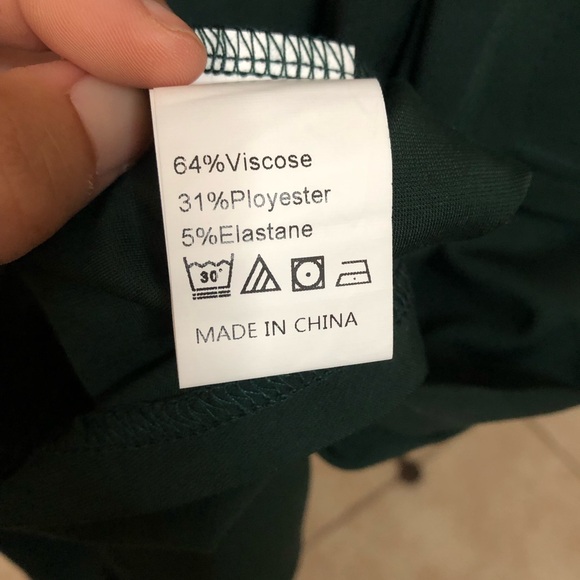 64%Viscose
31%Ployester
5%Elastane
30°
MADE IN CHINA